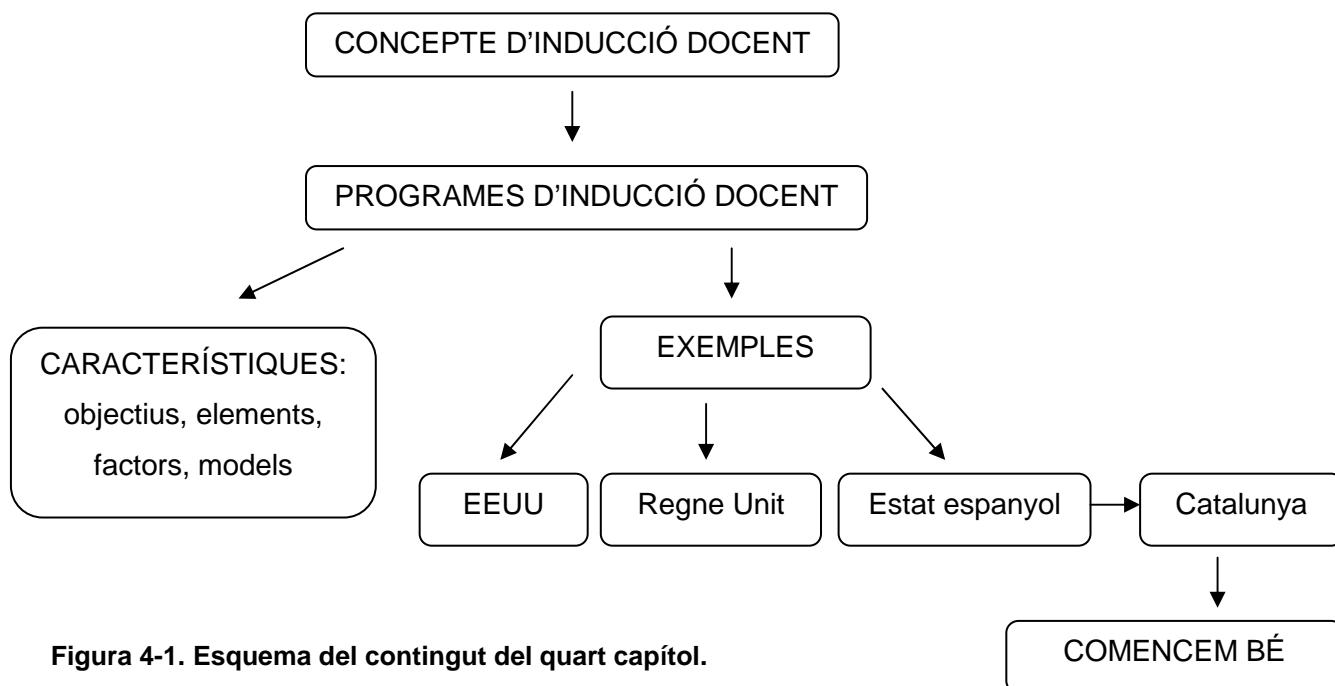 CONCEPTE D'INDUCCIÓ DOCENT
PROGRAMES D'INDUCCIÓ DOCENT
CARACTERÍSTIQUES:
objectius, elements,
factors, models
EXEMPLES
EEUU
Regne Unit
Estat espanyol
Catalunya
COMENCEM BÉ
Figura 4-1. Esquema del contingut del quart capítol.